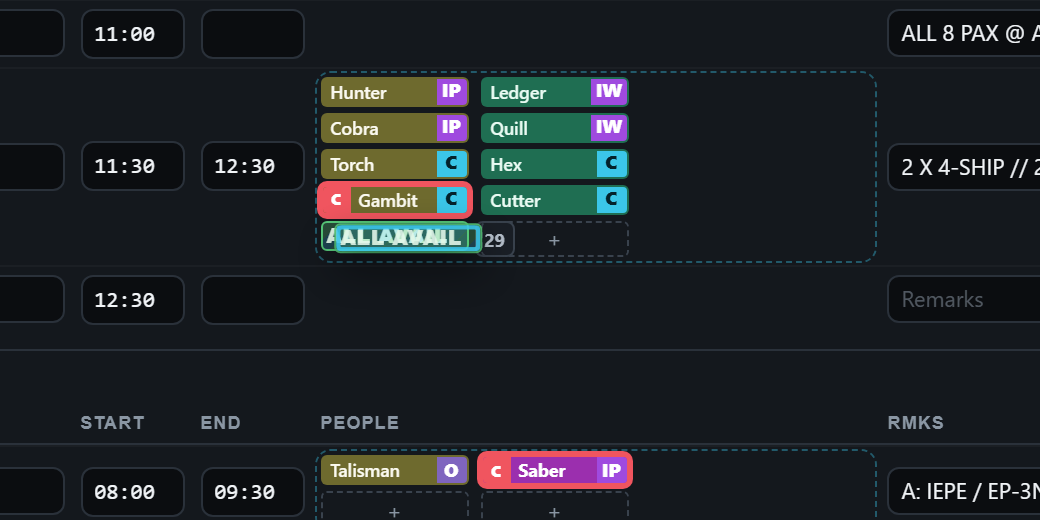 11:00 ALL 8 PAX @ A
Hunter IP Ledger IW
Cobra IP Quill IW
11:30 12:30 Torch C Hex C 2 X 4-SHIP // 2
c Gambit C Cutter C
ALL AVAIL 29 +
12:30 Remarks
START END PEOPLE RMKS
Talisman O c Saber IP
08:00 09:30 A: IEPE / EP-3N
+ +